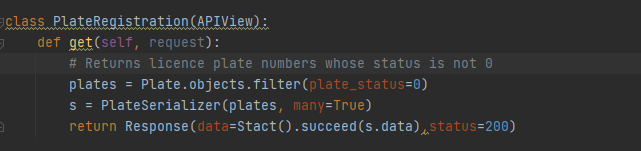 class PlateRegistration(APIView):
def get(self, request):
# Returns licence plate numbers whose status is not 0
plates = Plate.objects.filter(plate_status=0)
s = PlateSerializer(plates, many=True)
return Response(data=Stact().succeed(s.data),status=200)